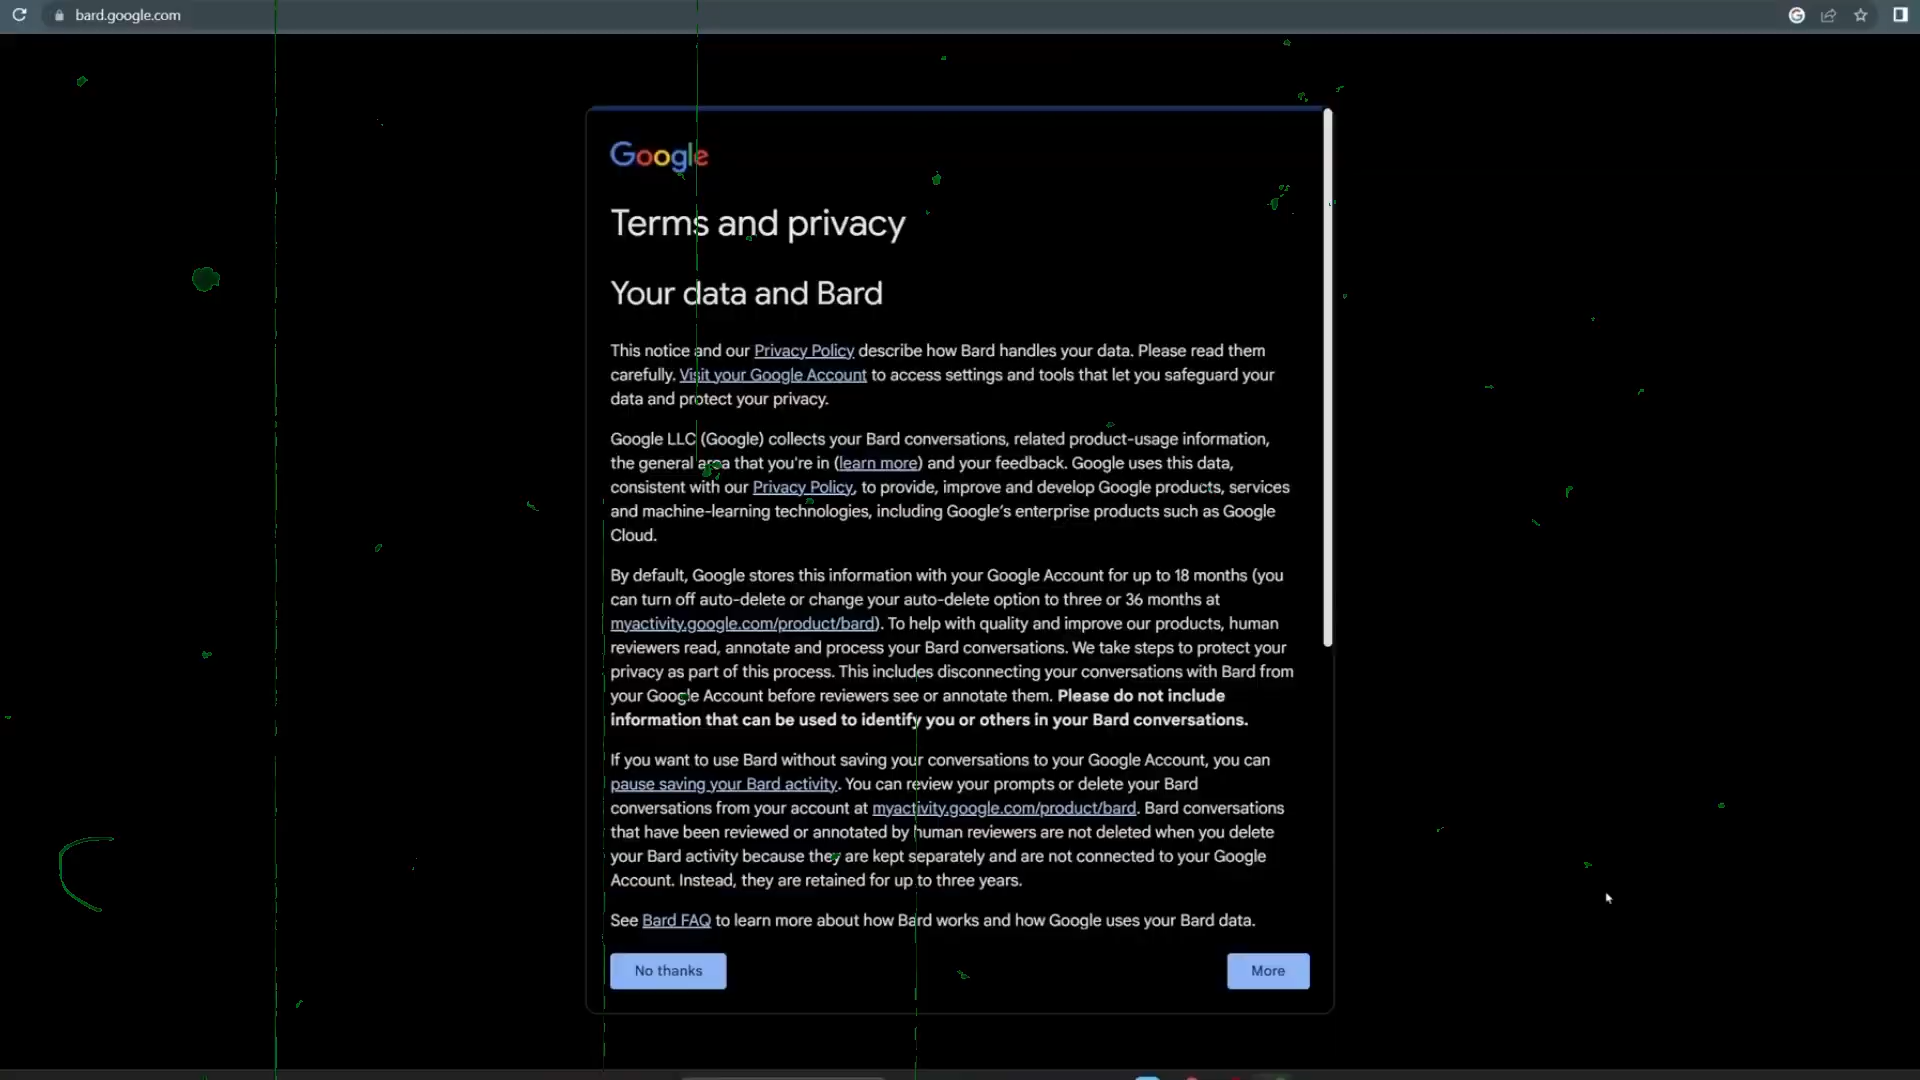 bard.google.com
Google
Terms and privacy
Your data and Bard
This notice and our Privacy Policy describe how Bard handles your data. Please read them
carefully. Visit your Google Account to access settings and tools that let you safeguard your
data and protect your privacy.
Google LLC (Google) collects your Bard conversations, related product-usage information,
the general area that you're in (learn more) and your feedback. Google uses this data,
consistent with our Privacy Policy, to provide, improve and develop Google products, services
and machine-learning technologies, including Google's enterprise products such as Google
Cloud.
By default, Google stores this information with your Google Account for up to 18 months (you
can turn off auto-delete or change your auto-delete option to three or 36 months at
myactivity.google.com/product/bard). To help with quality and improve our products, human
reviewers read, annotate and process your Bard conversations. We take steps to protect your
privacy as part of this process. This includes disconnecting your conversations with Bard from
your Google Account before reviewers see or annotate them. Please do not include
information that can be used to identify you or others in your Bard conversations.
If you want to use Bard without saving your conversations to your Google Account, you can
pause saving your Bard activity. You can review your prompts or delete your Bard
conversations from your account at myactivity.google.com/product/bard. Bard conversations
that have been reviewed or annotated by human reviewers are not deleted when you delete
your Bard activity because they are kept separately and are not connected to your Google
Account. Instead, they are retained for up to three years.
See Bard FAQ to learn more about how Bard works and how Google uses your Bard data.
No thanks
More